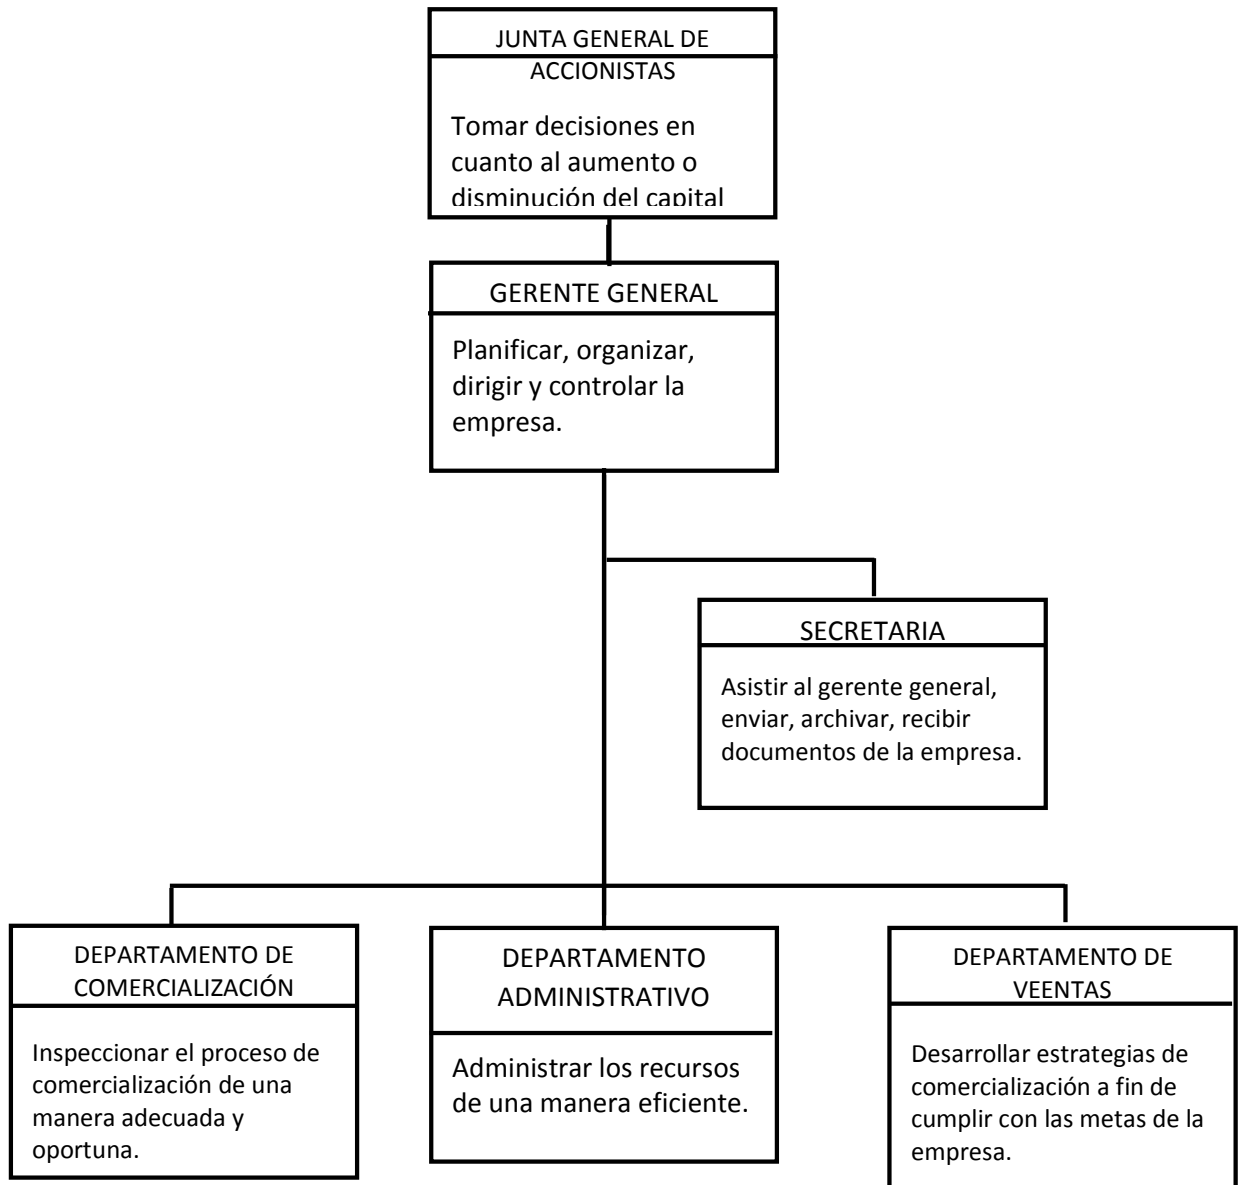 JUNTA GENERAL DE
ACCIONISTAS
Tomar decisiones en
cuanto al aumento o
disminución del capital
GERENTE GENERAL
Planificar, organizar,
dirigir y controlar la
empresa.
SECRETARIA
Asistir al gerente general,
enviar, archivar, recibir
documentos de la empresa.
DEPARTAMENTO DE
COMERCIALIZACIÓN
Inspeccionar el proceso de
comercialización de una
manera adecuada y
oportuna.
DEPARTAMENTO
ADMINISTRATIVO
Administrar los recursos
de una manera eficiente.
DEPARTAMENTO DE
VEENTAS
Desarrollar estrategias de
comercialización a fin de
cumplir con las metas de la
empresa.